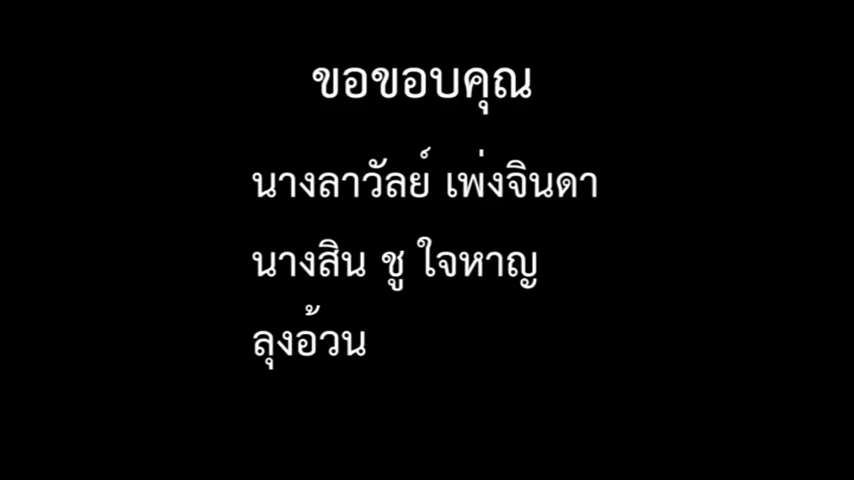 ขอขอบคุณ
นางลาวัลย์ เพ่งจินดา
นางสิน ชู ใจหาญ
ลุงอ้วน